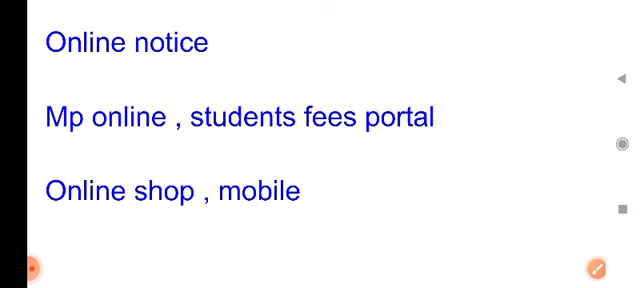 Online notice
Mp online , students fees portal
Online shop , mobile